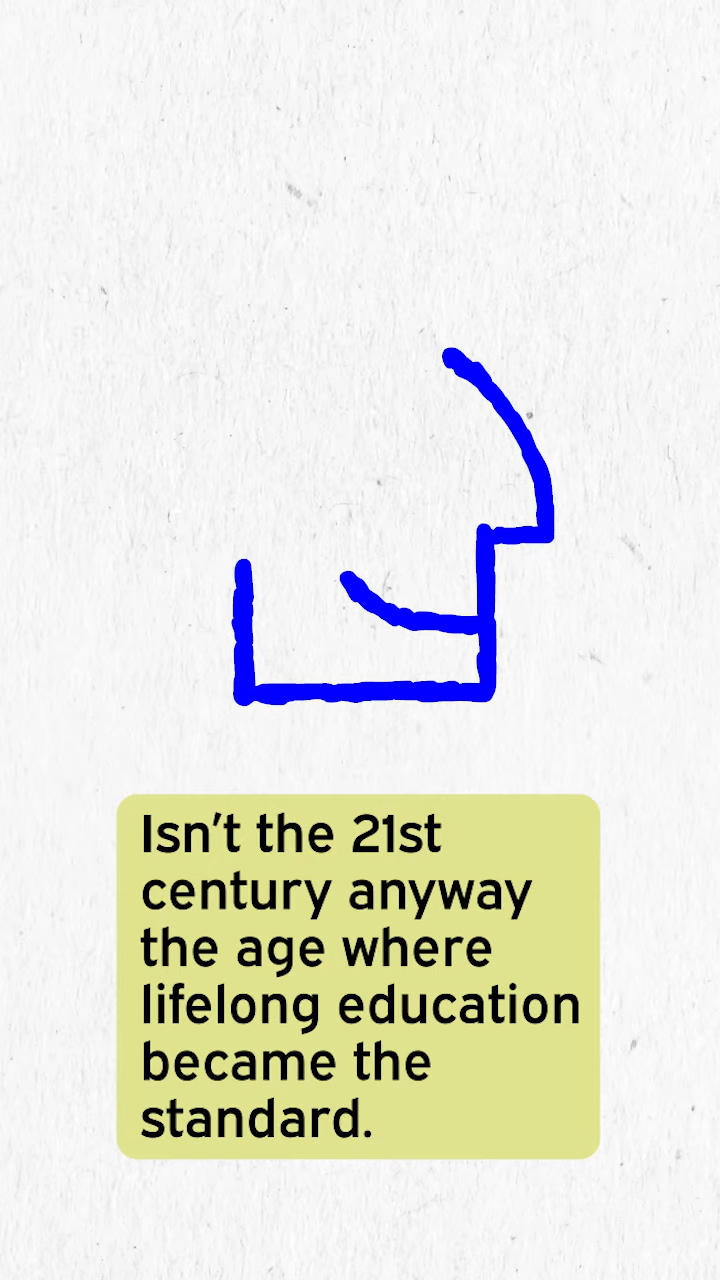 Isn't the 21st
century anyway
the age where
lifelong education
became the
standard.